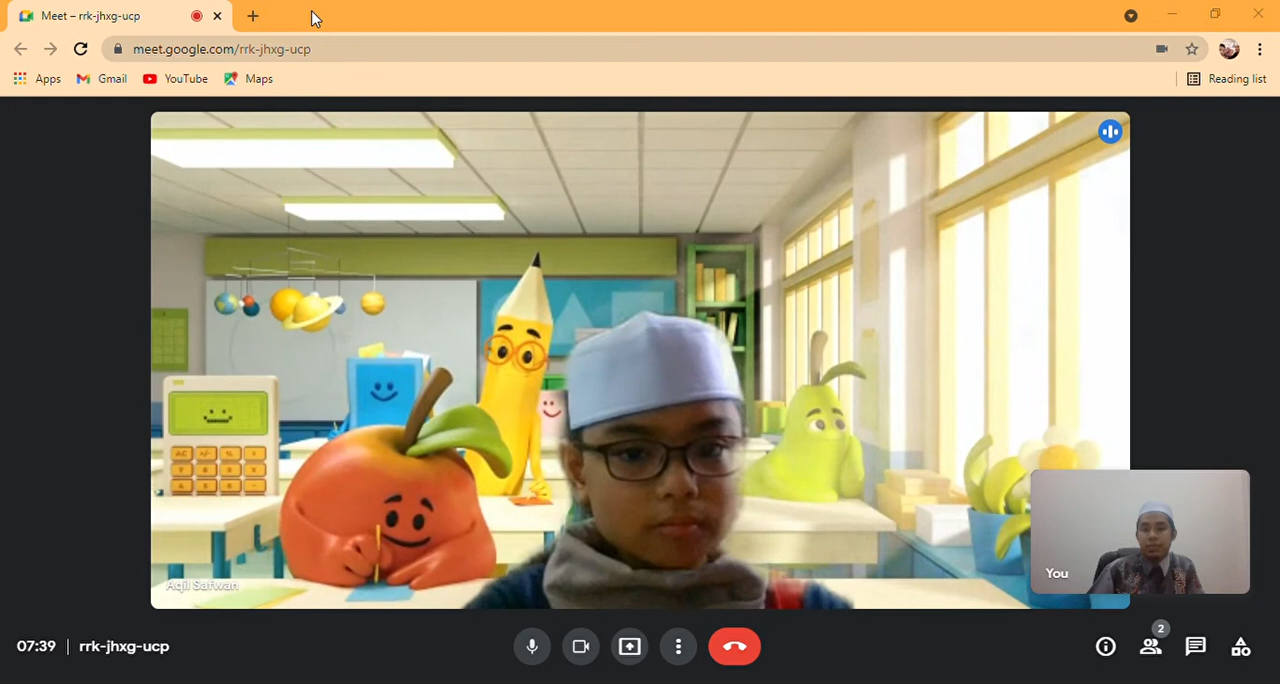 Meet – rrk-jhxg-ucp
meet.google.com/rrk-jhxg-ucp
Apps Gmail YouTube Maps Reading list
AC +/- %
Aqil Safwan
You
07:39 | rrk-jhxg-ucp
2